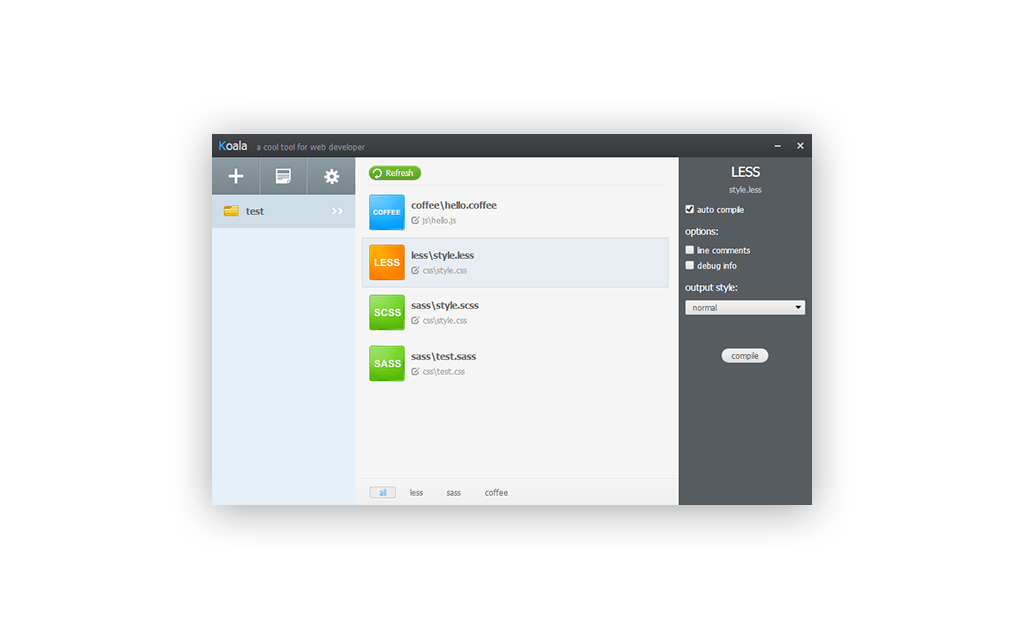 Koala a cool tool for web developer
test
Refresh
COFFEE
coffee\hello.coffee
js\hello.js
LESS
less\style.less
css\style.css
SCSS
sass\style.scss
css\style.css
SASS
sass\test.sass
css\test.css
all less sass coffee
LESS
style.less
auto compile
options:
line comments
debug info
output style:
normal
compile